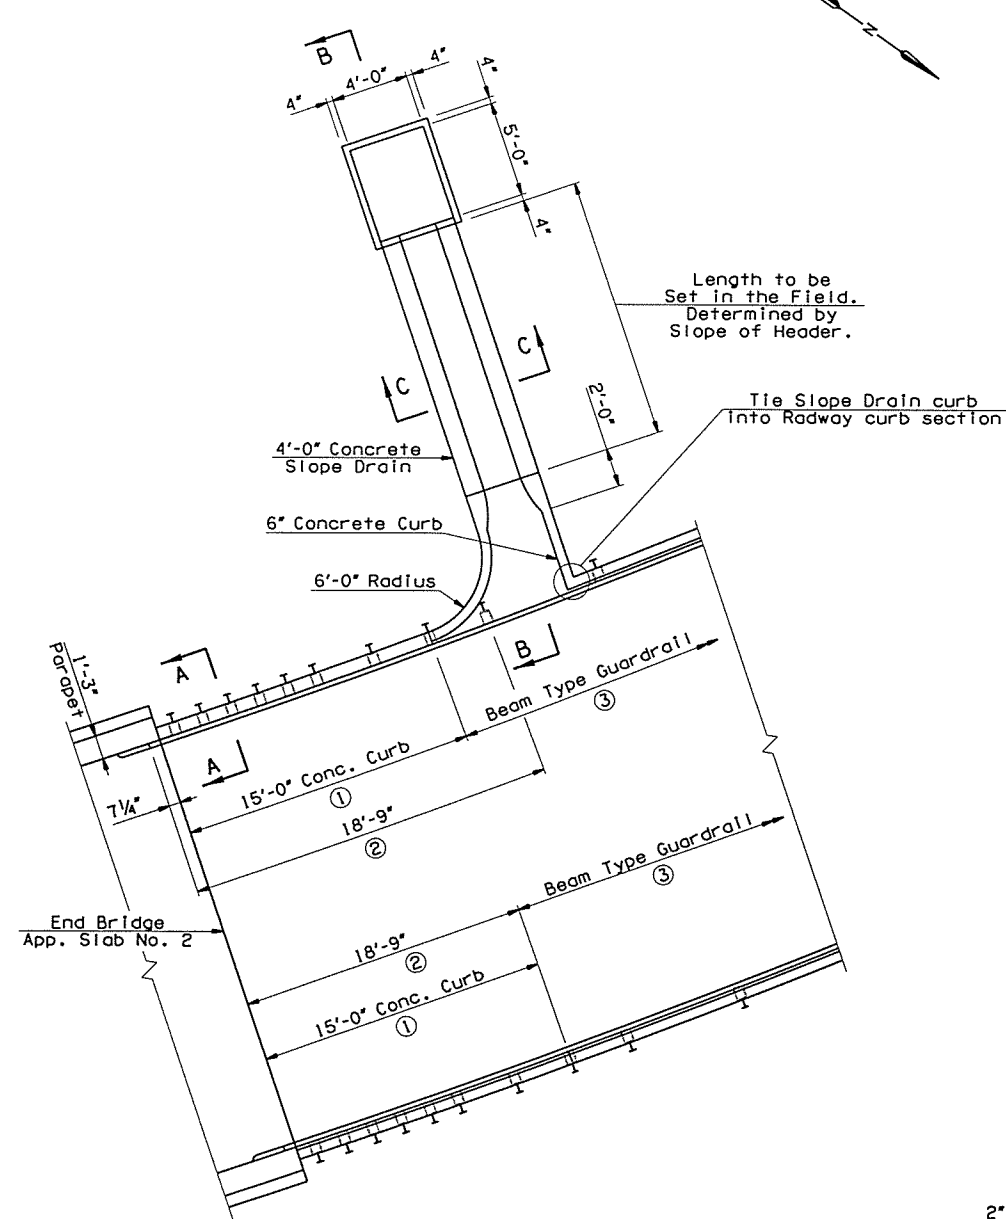 N
B
4"
4'-0"
4"
4"
5'-0"
4"
Length to be
Set in the Field.
Determined by
Slope of Header.
C
C
2'-0"
Tie Slope Drain curb
into Radway curb section
4'-0" Concrete
Slope Drain
6" Concrete Curb
6'-0" Radius
1'-3"
Parapet
A
B
Beam Type Guardrail
3
A
15'-0" Conc. Curb
1
7¼"
18'-9"
2
Beam Type Guardrail
3
End Bridge
App. Slab No. 2
18'-9"
2
15'-0" Conc. Curb
1
2"